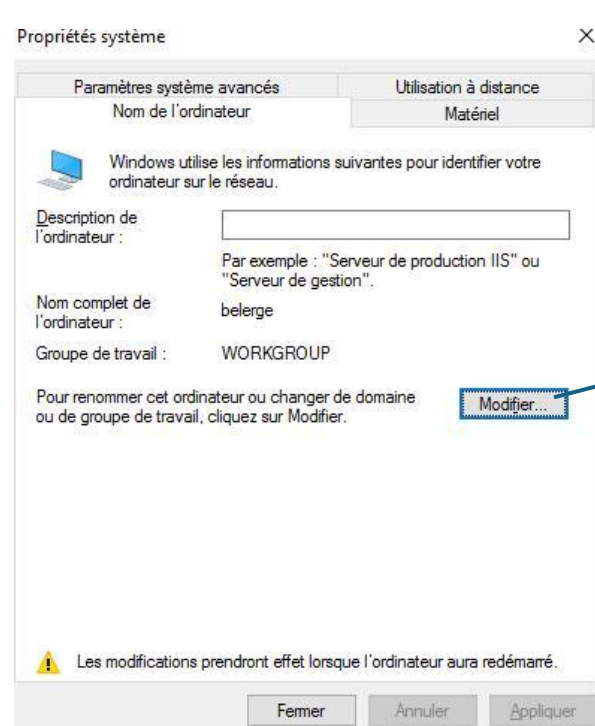 Propriétés système
Paramètres système avancés
Utilisation à distance
Nom de l'ordinateur
Matériel
Windows utilise les informations suivantes pour identifier votre
ordinateur sur le réseau.
Description de
l'ordinateur :
Par exemple : "Serveur de production IIS" ou
"Serveur de gestion".
Nom complet de
l'ordinateur :
belerge
Groupe de travail :
WORKGROUP
Pour renommer cet ordinateur ou changer de domaine
ou de groupe de travail, cliquez sur Modifier.
Modifier...
Les modifications prendront effet lorsque l'ordinateur aura redémarré.
Fermer
Annuler
Appliquer